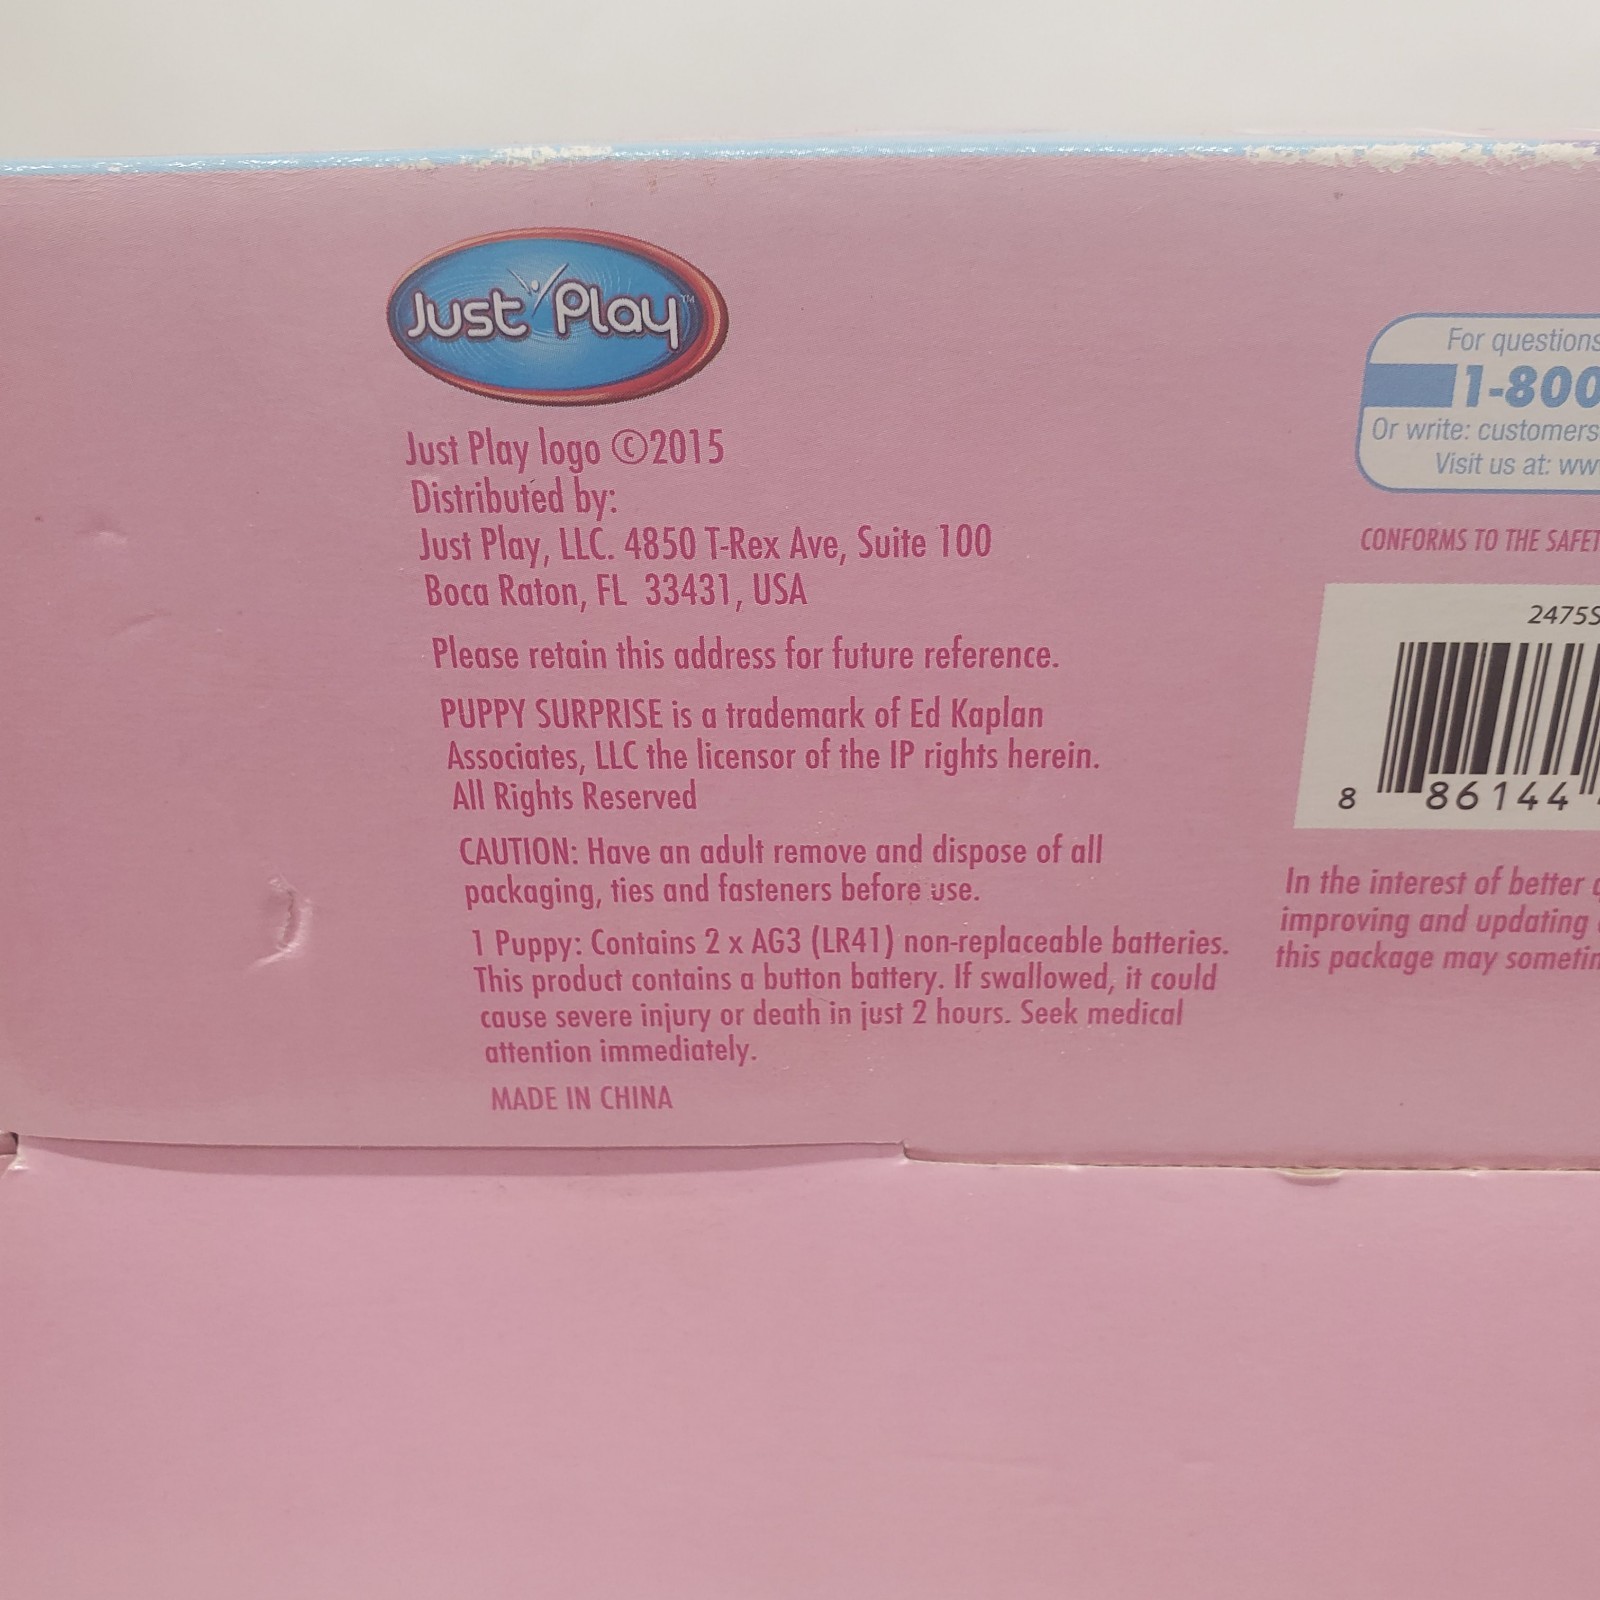 Just Play™
Just Play logo ©2015
Distributed by:
Just Play, LLC. 4850 T-Rex Ave, Suite 100
Boca Raton, FL 33431, USA
Please retain this address for future reference.
PUPPY SURPRISE is a trademark of Ed Kaplan
Associates, LLC the licensor of the IP rights herein.
All Rights Reserved
CAUTION: Have an adult remove and dispose of all
packaging, ties and fasteners before use.
1 Puppy: Contains 2 x AG3 (LR41) non-replaceable batteries.
This product contains a button battery. If swallowed, it could
cause severe injury or death in just 2 hours. Seek medical
attention immediately.
MADE IN CHINA
For questions
1-800
Or write: customers
Visit us at:
CONFORMS TO THE
2475S
8 86144
In the interest of better
improving and updating
this package may